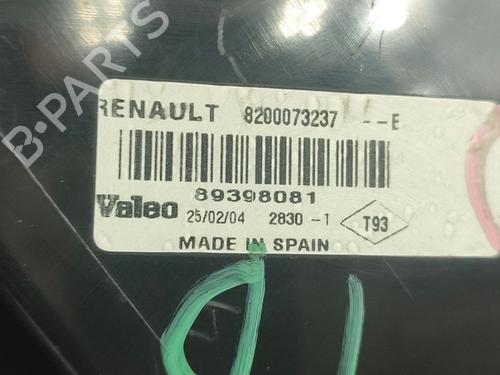 B-PARTS
RENAULT 8200073237 --E
89398081
Valeo 25/02/04 2830-1 T93
MADE IN SPAIN